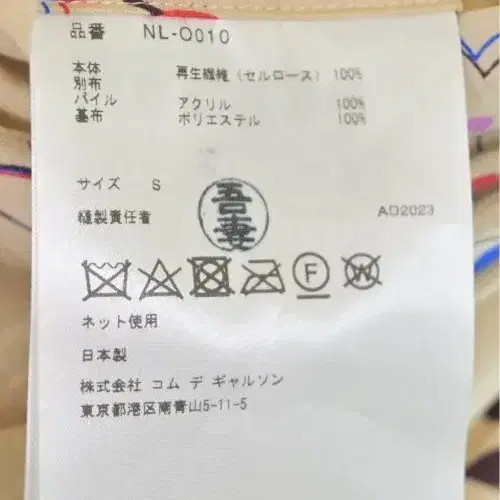 品番 NL-O010
本体 再生繊維（セルロース） 100%
別布
パイル アクリル 100%
基布 ポリエステル 100%
サイズ S
吾妻
縫製責任者 AD2023
F W
ネット使用
日本製
株式会社 コム デ ギャルソン
東京都港区南青山5-11-5